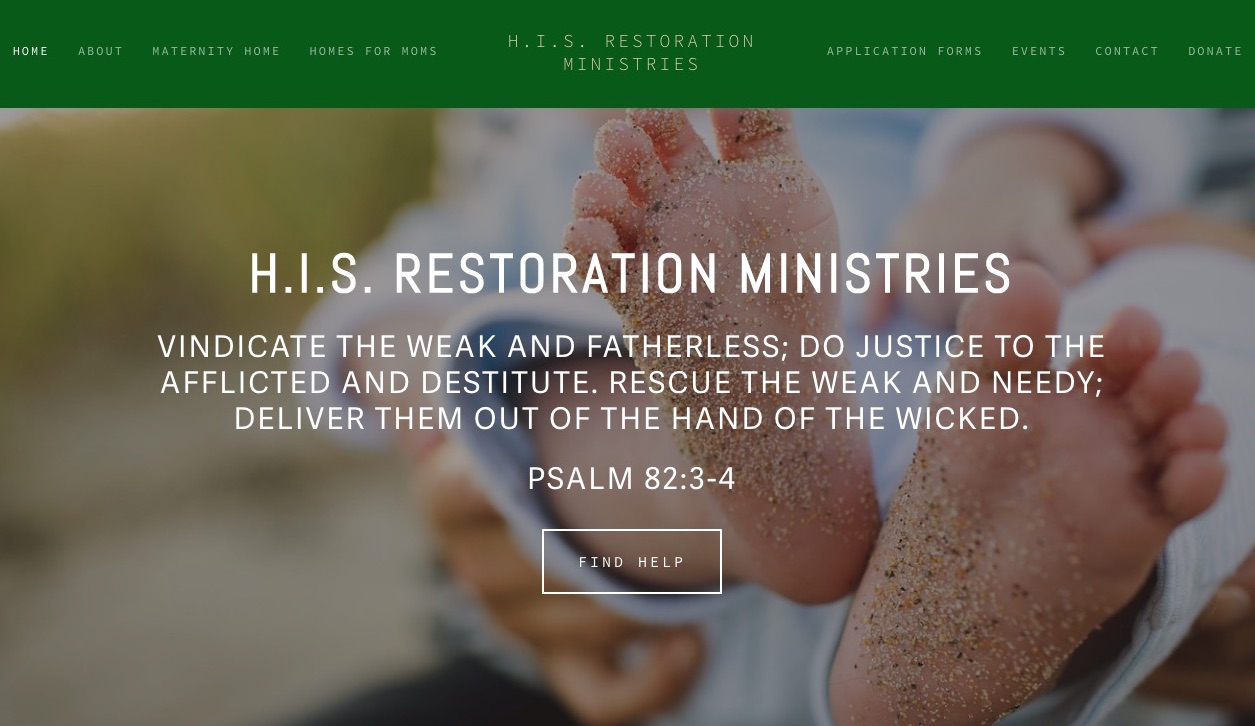 HOME ABOUT MATERNITY HOME HOMES FOR MOMS
H.I.S. RESTORATION
MINISTRIES
APPLICATION FORMS EVENTS CONTACT DONATE
H.I.S. RESTORATION MINISTRIES
VINDICATE THE WEAK AND FATHERLESS; DO JUSTICE TO THE
AFFLICTED AND DESTITUTE. RESCUE THE WEAK AND NEEDY;
DELIVER THEM OUT OF THE HAND OF THE WICKED.
PSALM 82:3-4
FIND HELP